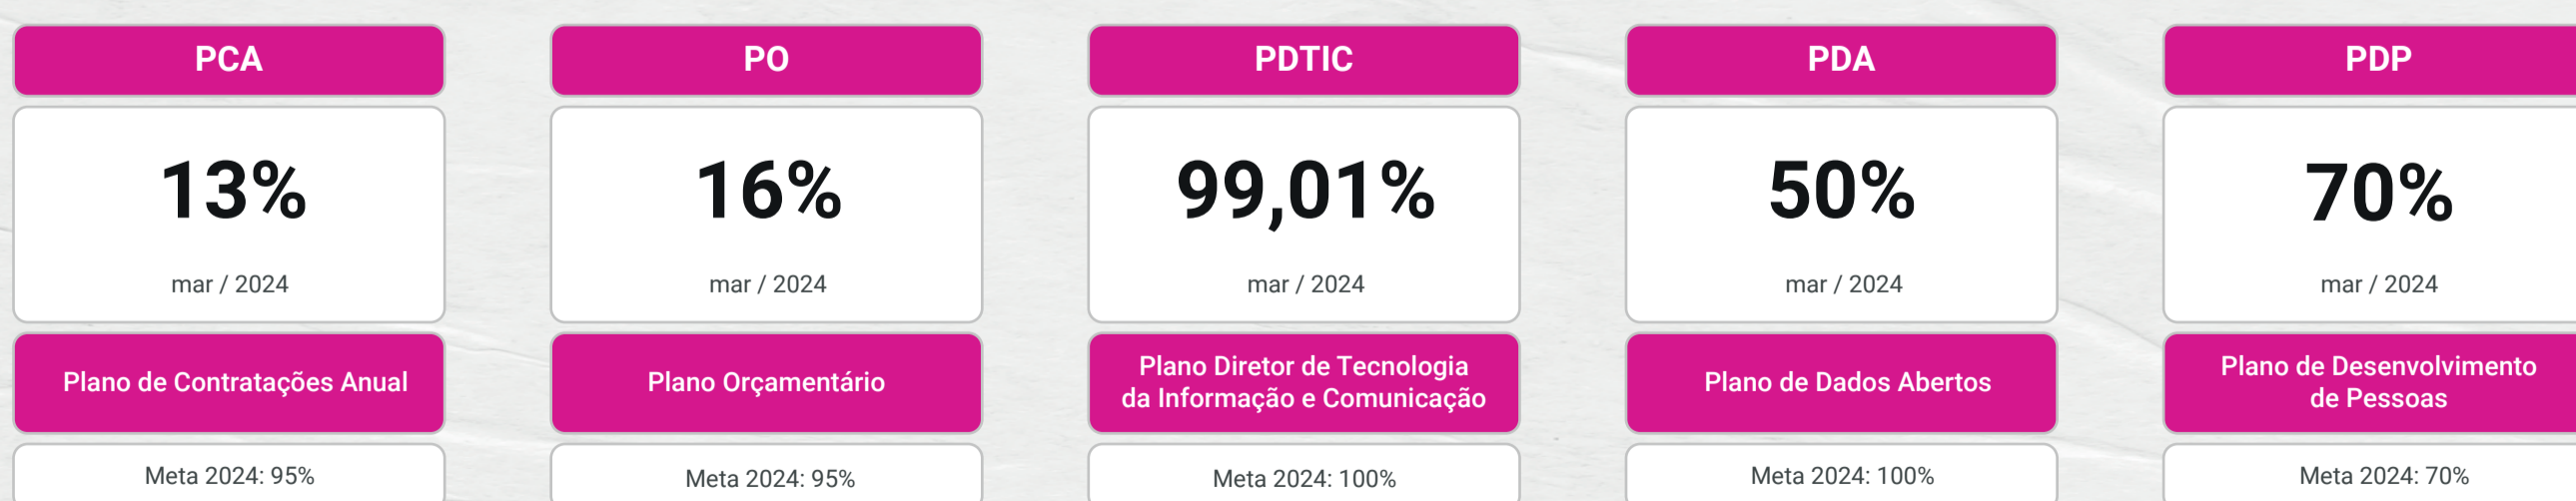 PCA
13%
mar / 2024
Plano de Contratações Anual
Meta 2024: 95%
PO
16%
mar / 2024
Plano Orçamentário
Meta 2024: 95%
PDTIC
99,01%
mar / 2024
Plano Diretor de Tecnologia
da Informação e Comunicação
Meta 2024: 100%
PDA
50%
mar / 2024
Plano de Dados Abertos
Meta 2024: 100%
PDP
70%
mar / 2024
Plano de Desenvolvimento
de Pessoas
Meta 2024: 70%